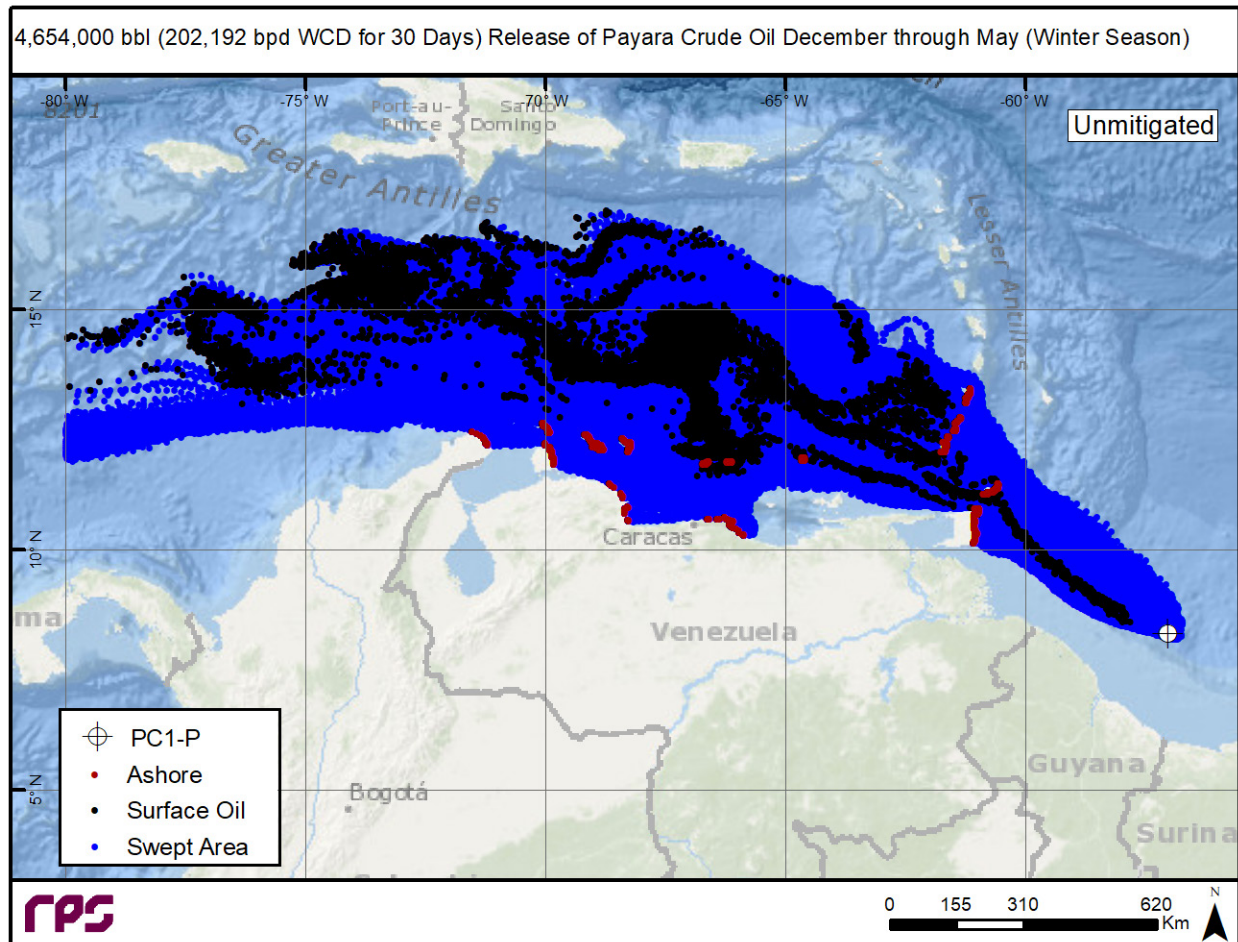 4,654,000 bbl (202,192 bpd WCD for 30 Days) Release of Payara Crude Oil December through May (Winter Season)
-80° W
-75° W
-70° W
-65° W
-60° W
8201
Port-au-
Prince
Santo
Domingo
Unmitigated
Greater Antilles
Lesser Antilles
15° N
10° N
Caracas
ma
Venezuela
PC1-P
Ashore
Surface Oil
Swept Area
Bogotá
5° N
Guyana
Surina
rps
0 155 310 620
Km
N